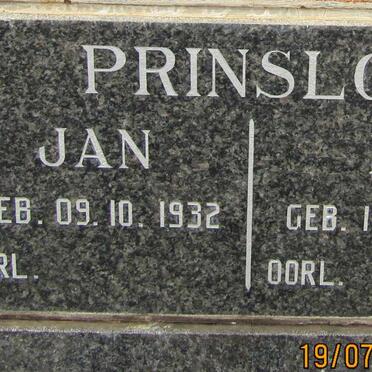 PRINSLO
JAN
EB. 09.10. 1932
RL.
GEB. 1
OORL.
19/07